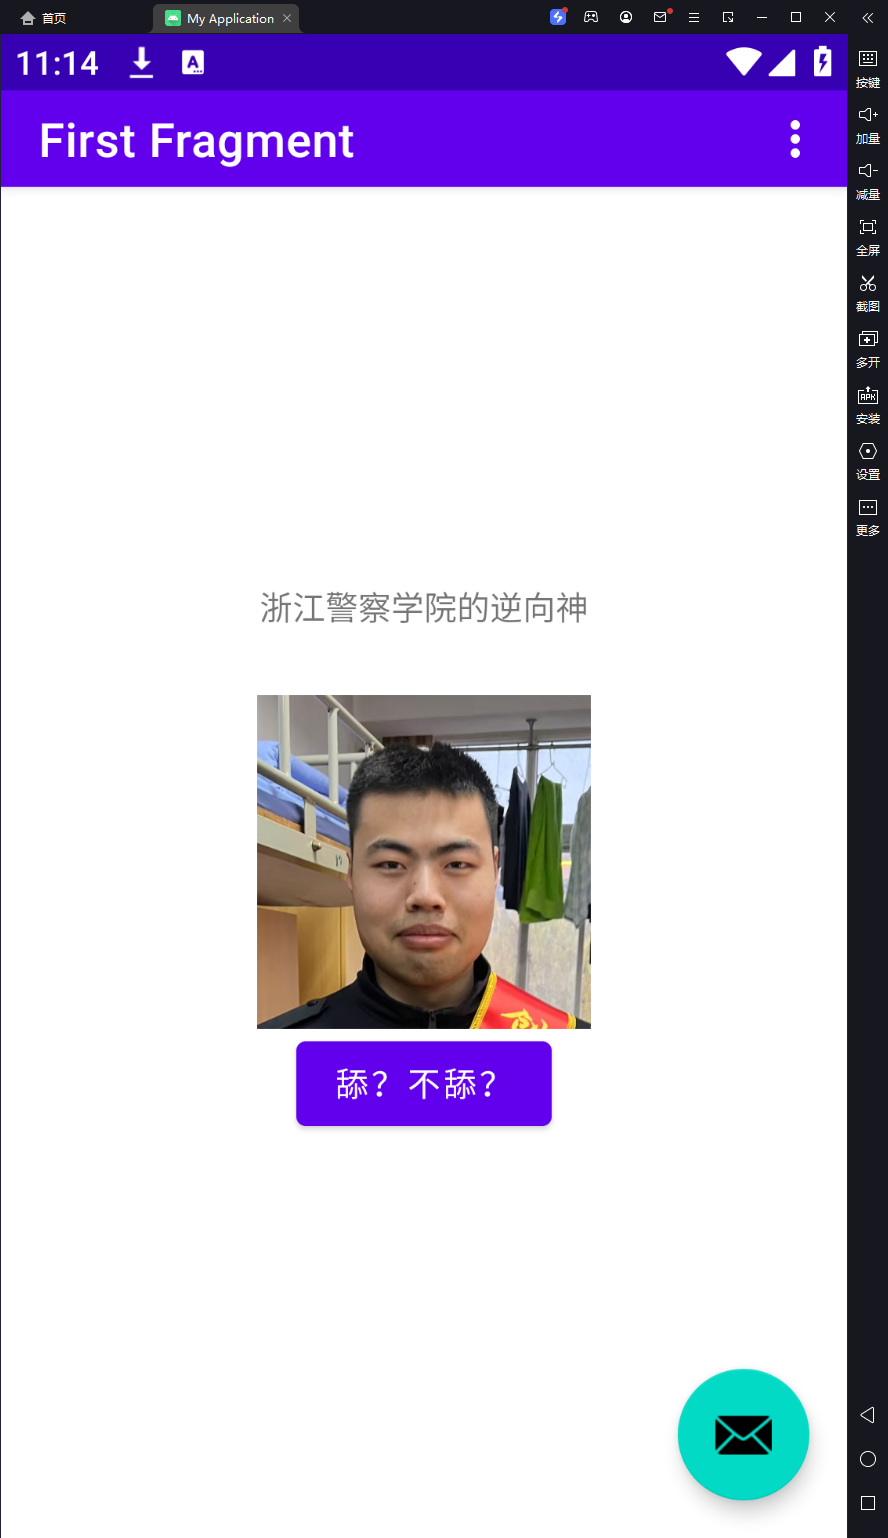 首页
My Application
11:14
A
First Fragment
按键
加量
减量
全屏
截图
多开
APK
安装
设置
更多
浙江警察学院的逆向神
舔？不舔？